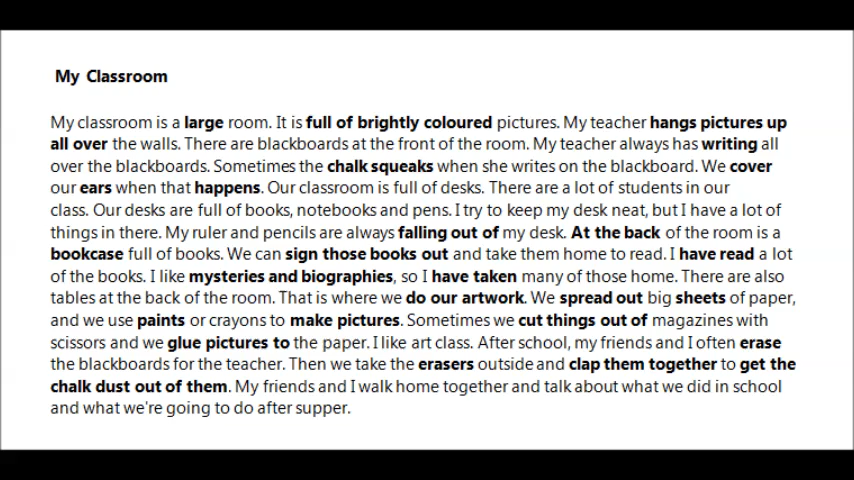 My Classroom
My classroom is a large room. It is full of brightly coloured pictures. My teacher hangs pictures up
all over the walls. There are blackboards at the front of the room. My teacher always has writing all
over the blackboards. Sometimes the chalk squeaks when she writes on the blackboard. We cover
our ears when that happens. Our classroom is full of desks. There are a lot of students in our
class. Our desks are full of books, notebooks and pens. I try to keep my desk neat, but I have a lot of
things in there. My ruler and pencils are always falling out of my desk. At the back of the room is a
bookcase full of books. We can sign those books out and take them home to read. I have read a lot
of the books. I like mysteries and biographies, so I have taken many of those home. There are also
tables at the back of the room. That is where we do our artwork. We spread out big sheets of paper,
and we use paints or crayons to make pictures. Sometimes we cut things out of magazines with
scissors and we glue pictures to the paper. I like art class. After school, my friends and I often erase
the blackboards for the teacher. Then we take the erasers outside and clap them together to get the
chalk dust out of them. My friends and I walk home together and talk about what we did in school
and what we're going to do after supper.